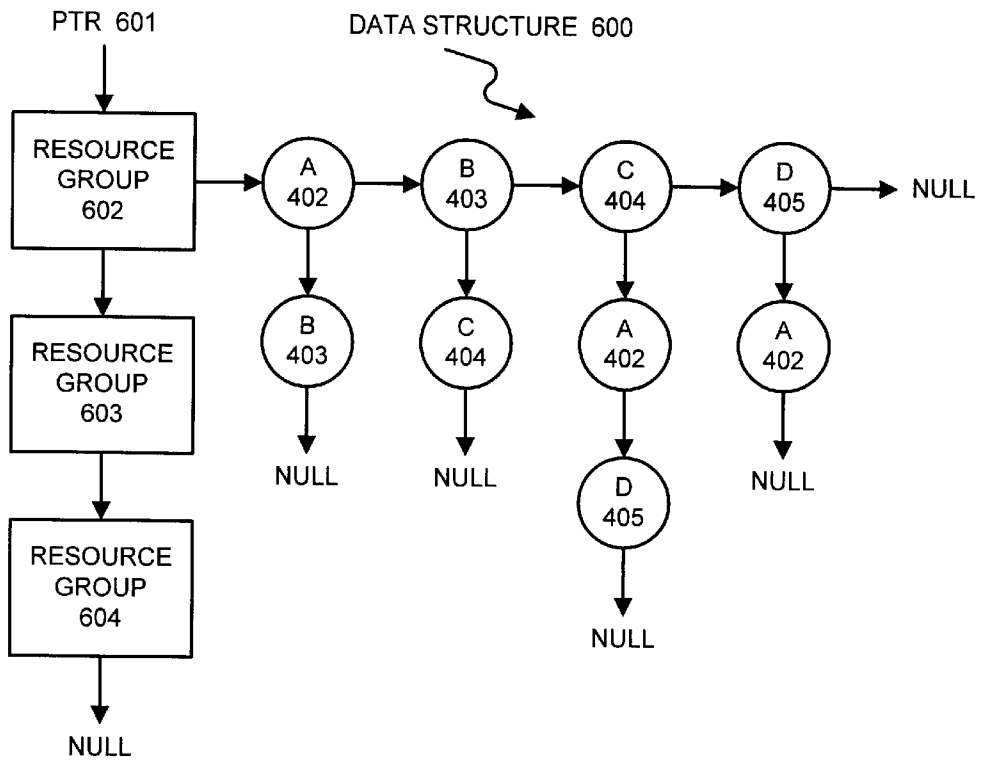 PTR 601
DATA STRUCTURE 600
RESOURCE
GROUP
602
A
402
B
403
C
404
D
405
NULL
RESOURCE
GROUP
603
B
403
C
404
A
402
A
402
NULL
NULL
D
405
NULL
RESOURCE
GROUP
604
NULL
NULL